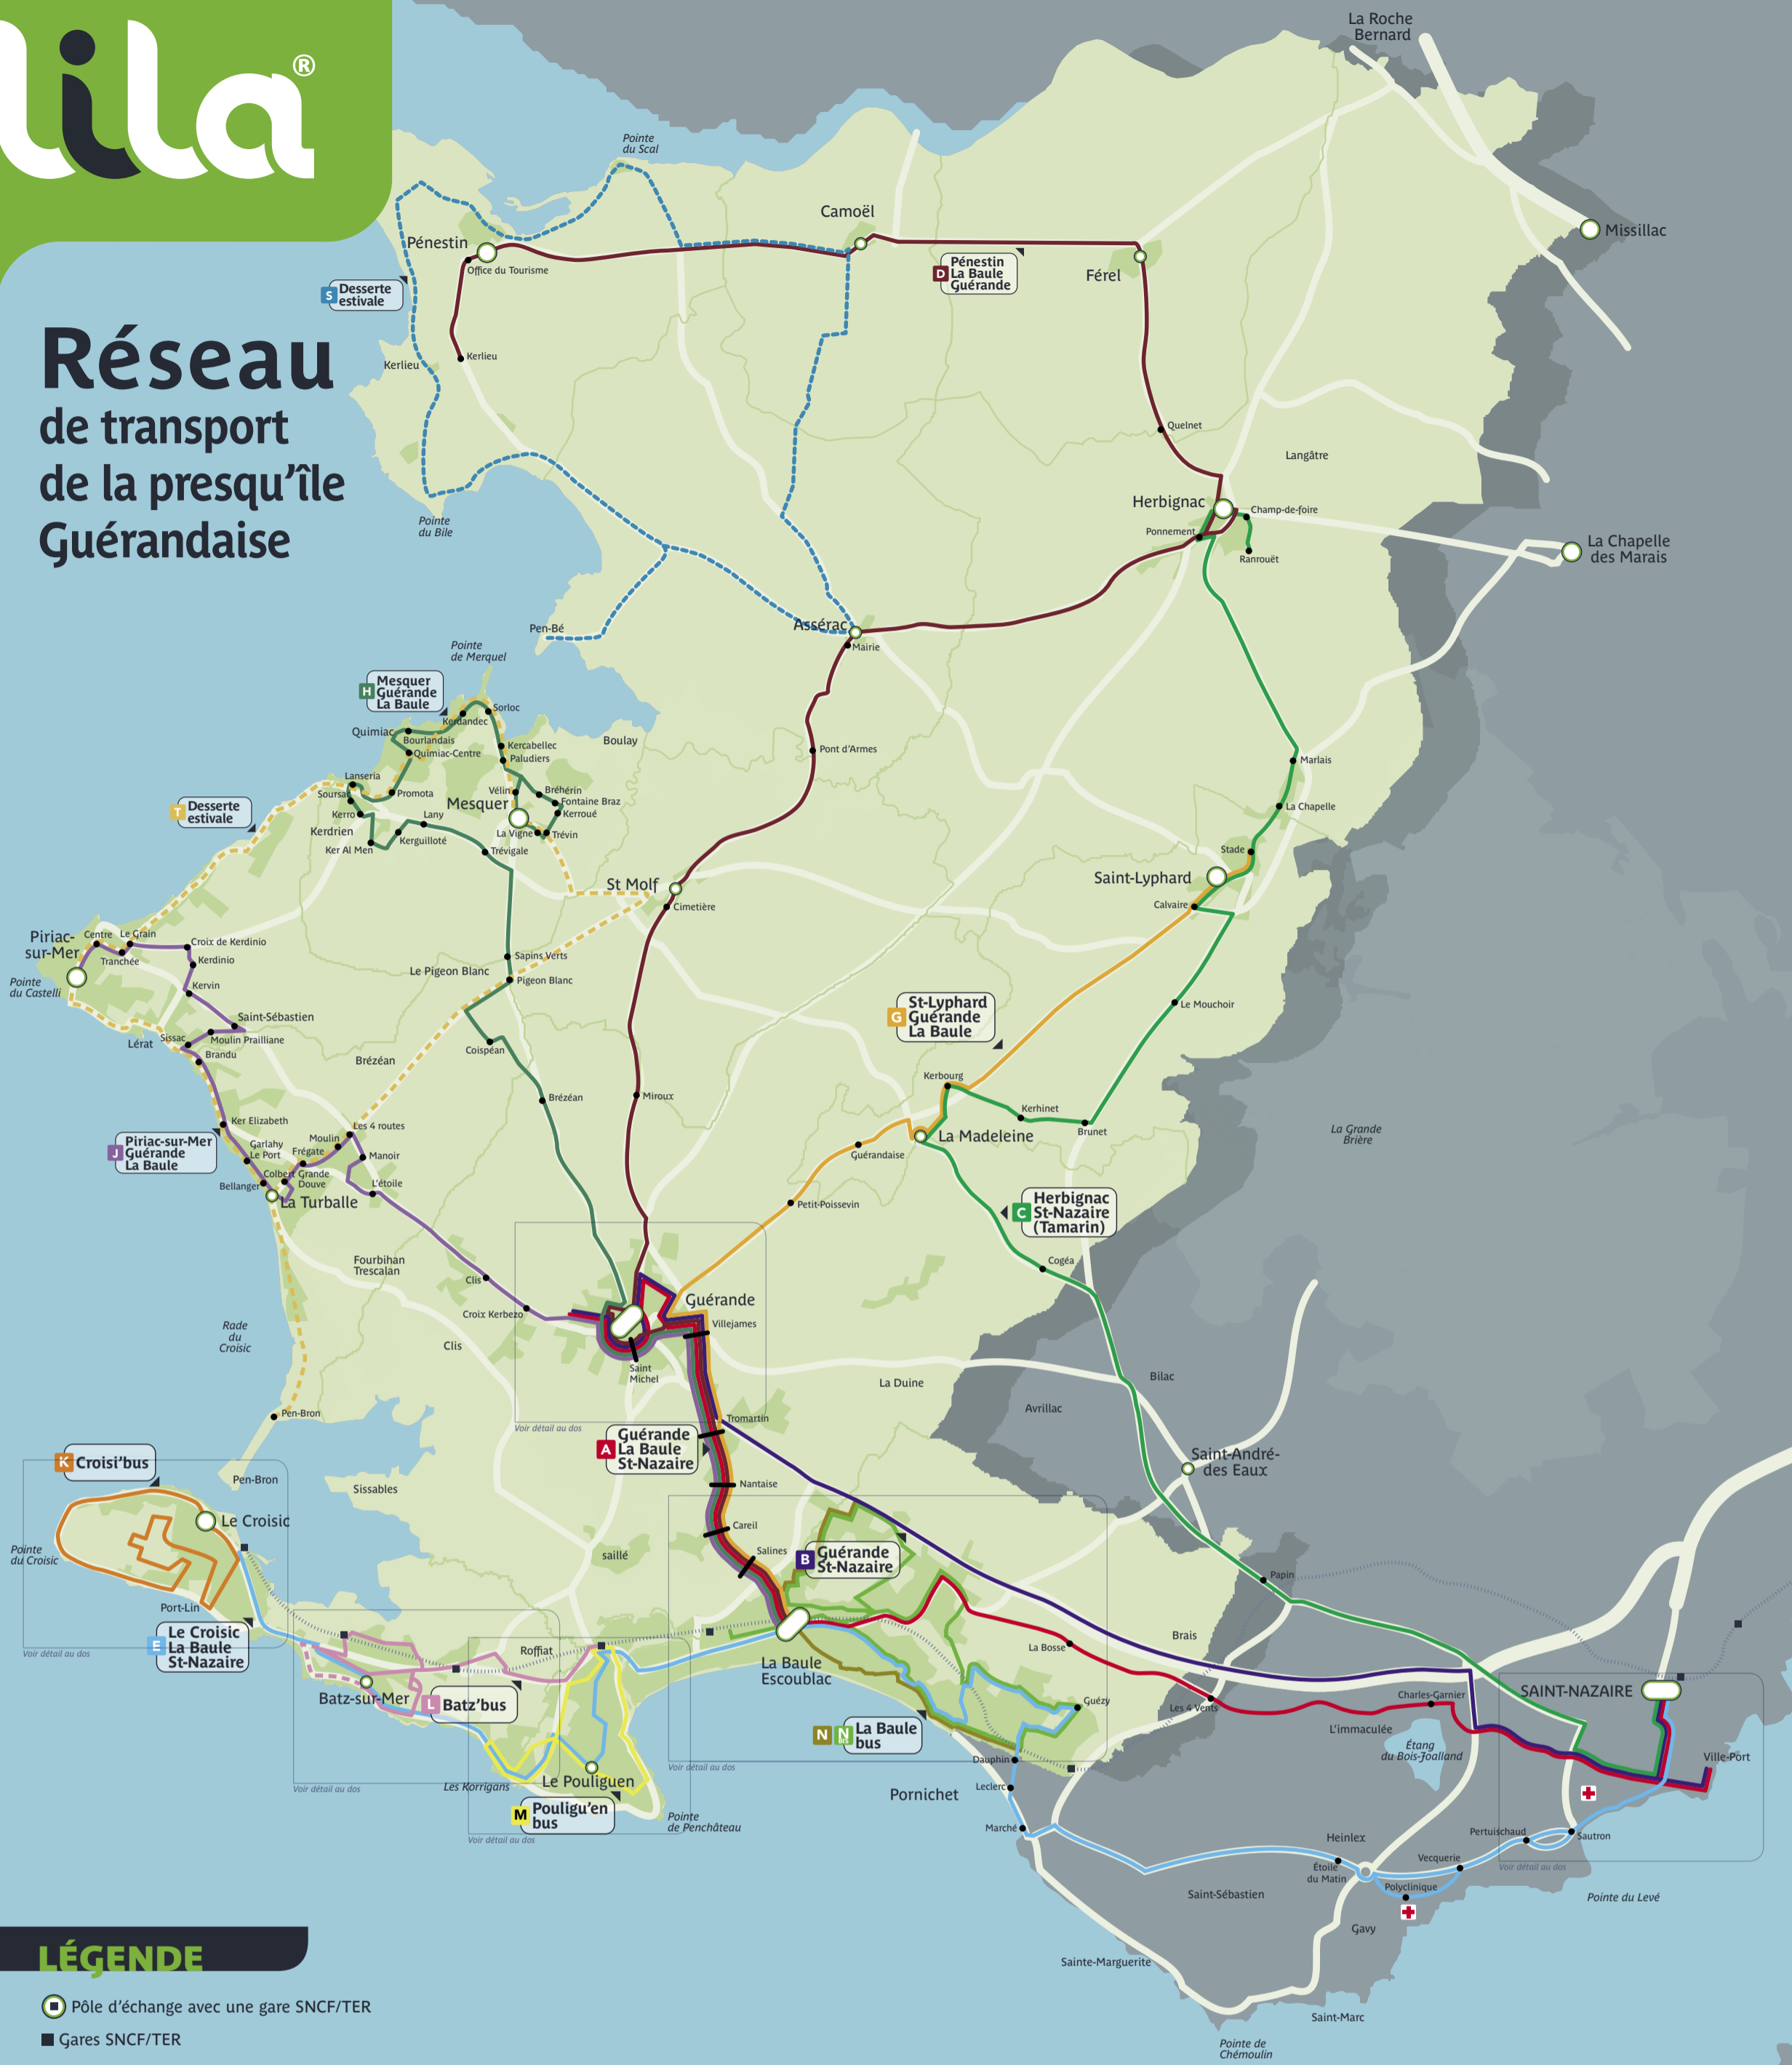 lila®
Réseau
de transport
de la presqu'île
Guérandaise
La Roche
Bernard
Missillac
Pointe
du Scal
Camoël
Pénestin
Office du Tourisme
D
Pénestin
La Baule
Guérande
Férel
S
Desserte
estivale
Kerlieu
Kerlieu
Quelnet
Langâtre
Pointe
du Bile
Herbignac
Champ-de-foire
Ponnement
Ranrouët
La Chapelle
des Marais
Pen-Bé
Assérac
Mairie
Pointe
de Merquel
H
Mesquer
Guérande
La Baule
Sorloc
Kerdandec
Quimiac
Bourlandais
Quimiac-Centre
Kercabellec
Paludiers
Boulay
Pont d'Armes
Marlais
Lanseria
Soursac
Promota
Vélin
Bréhérin
Fontaine Braz
Mesquer
Kerroué
T
Desserte
estivale
Kerro
Lany
Kerdrien
Kerguilloté
La Vigne
Trévin
Ker Al Men
Trévigale
La Chapelle
Stade
St Molf
Cimetière
Saint-Lyphard
Calvaire
Piriac-
sur-Mer
Centre
Le Grain
Tranchée
Croix de Kerdinio
Kerdinio
Kervin
Pointe
du Castelli
Sapins Verts
Le Pigeon Blanc
Pigeon Blanc
G
St-Lyphard
Guérande
La Baule
Le Mouchoir
Saint-Sébastien
Moulin Prailliane
Sissac
Lérat
Brandu
Coispéan
Brézéan
Brézéan
Miroux
Kerbourg
Kerhinet
Brunet
La Madeleine
Guérandaise
La Grande
Brière
Ker Elizabeth
J
Piriac-sur-Mer
Guérande
La Baule
Garlahy
Le Port
Moulin
Les 4 routes
Frégate
Manoir
Colbert
Grande
Douve
Bellanger
L'étoile
La Turballe
Petit-Poissevin
C
Herbignac
St-Nazaire
(Tamarin)
Cogéa
Fourbihan
Trescalan
Clis
Croix Kerbezo
Guérande
Villejames
Saint
Michel
Rade
du
Croisic
Clis
La Duine
Bilac
Avrillac
Pen-Bron
Voir détail au dos
Tromartin
A
Guérande
La Baule
St-Nazaire
Saint-André-
des Eaux
K
Croisi'bus
Pen-Bron
Sissables
Nantaise
Careil
Le Croisic
Pointe
du Croisic
saillé
Salines
B
Guérande
St-Nazaire
Papin
Port-Lin
Voir détail au dos
E
Le Croisic
La Baule
St-Nazaire
Roffiat
La Baule
Escoublac
La Bosse
Brais
Batz-sur-Mer
L
Batz'bus
N
N
BIS
La Baule
bus
Guézy
Les 4 Vents
Charles-Garnier
SAINT-NAZAIRE
L'immaculée
Étang
du Bois-Joalland
Ville-Port
Voir détail au dos
Les Korrigans
Le Pouliguen
Voir détail au dos
Dauphin
Leclerc
Pornichet
M
Pouligu'en
bus
Pointe
de Penchâteau
Voir détail au dos
Marché
Heinlex
Étoile
du Matin
Vecquerie
Pertuischaud
Sautron
Voir détail au dos
Polyclinique
Saint-Sébastien
Pointe du Levé
Gavy
Sainte-Marguerite
Saint-Marc
Pointe de
Chémoulin
LÉGENDE
Pôle d'échange avec une gare SNCF/TER
Gares SNCF/TER